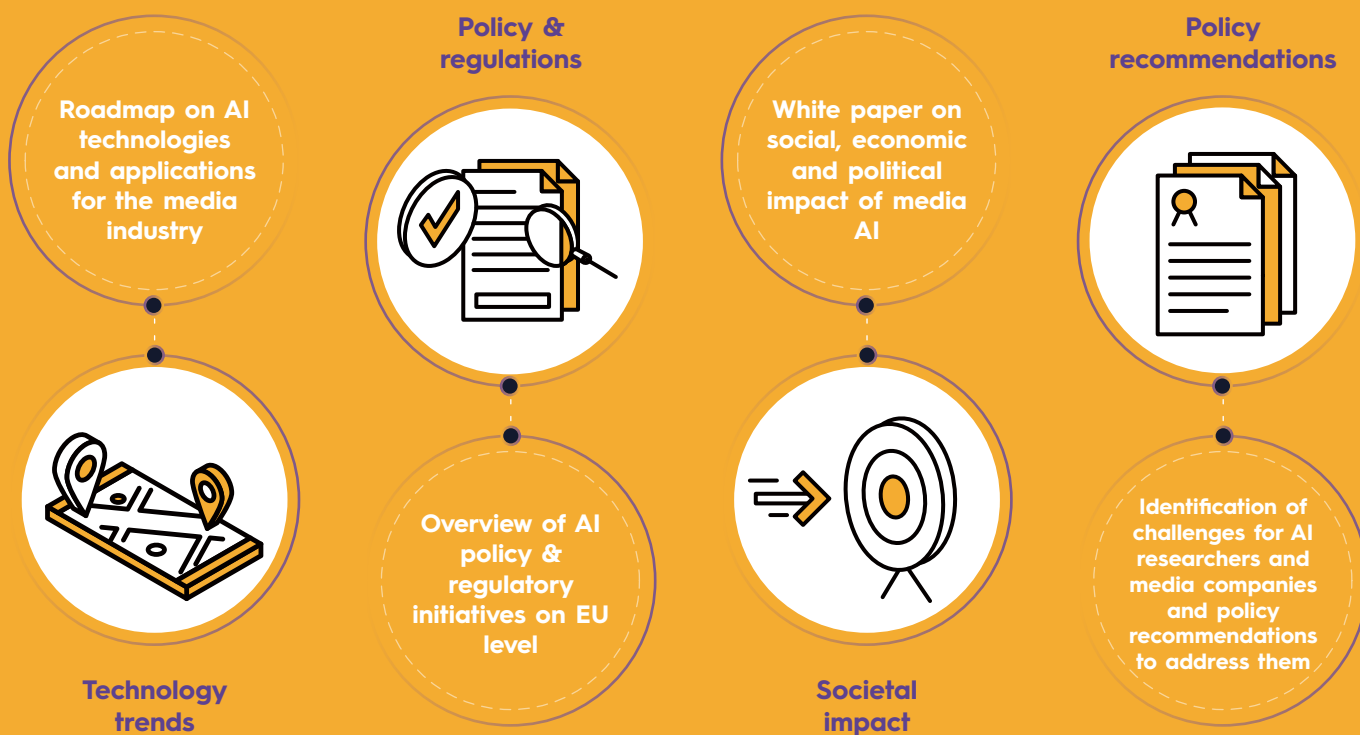 Roadmap on AI
technologies
and applications
for the media
industry
Technology
trends
Policy &
regulations
Overview of AI
policy &
regulatory
initiatives on EU
level
White paper on
social, economic
and political
impact of media
AI
Societal
impact
Policy
recommendations
Identification of
challenges for AI
researchers and
media companies
and policy
recommendations
to address them